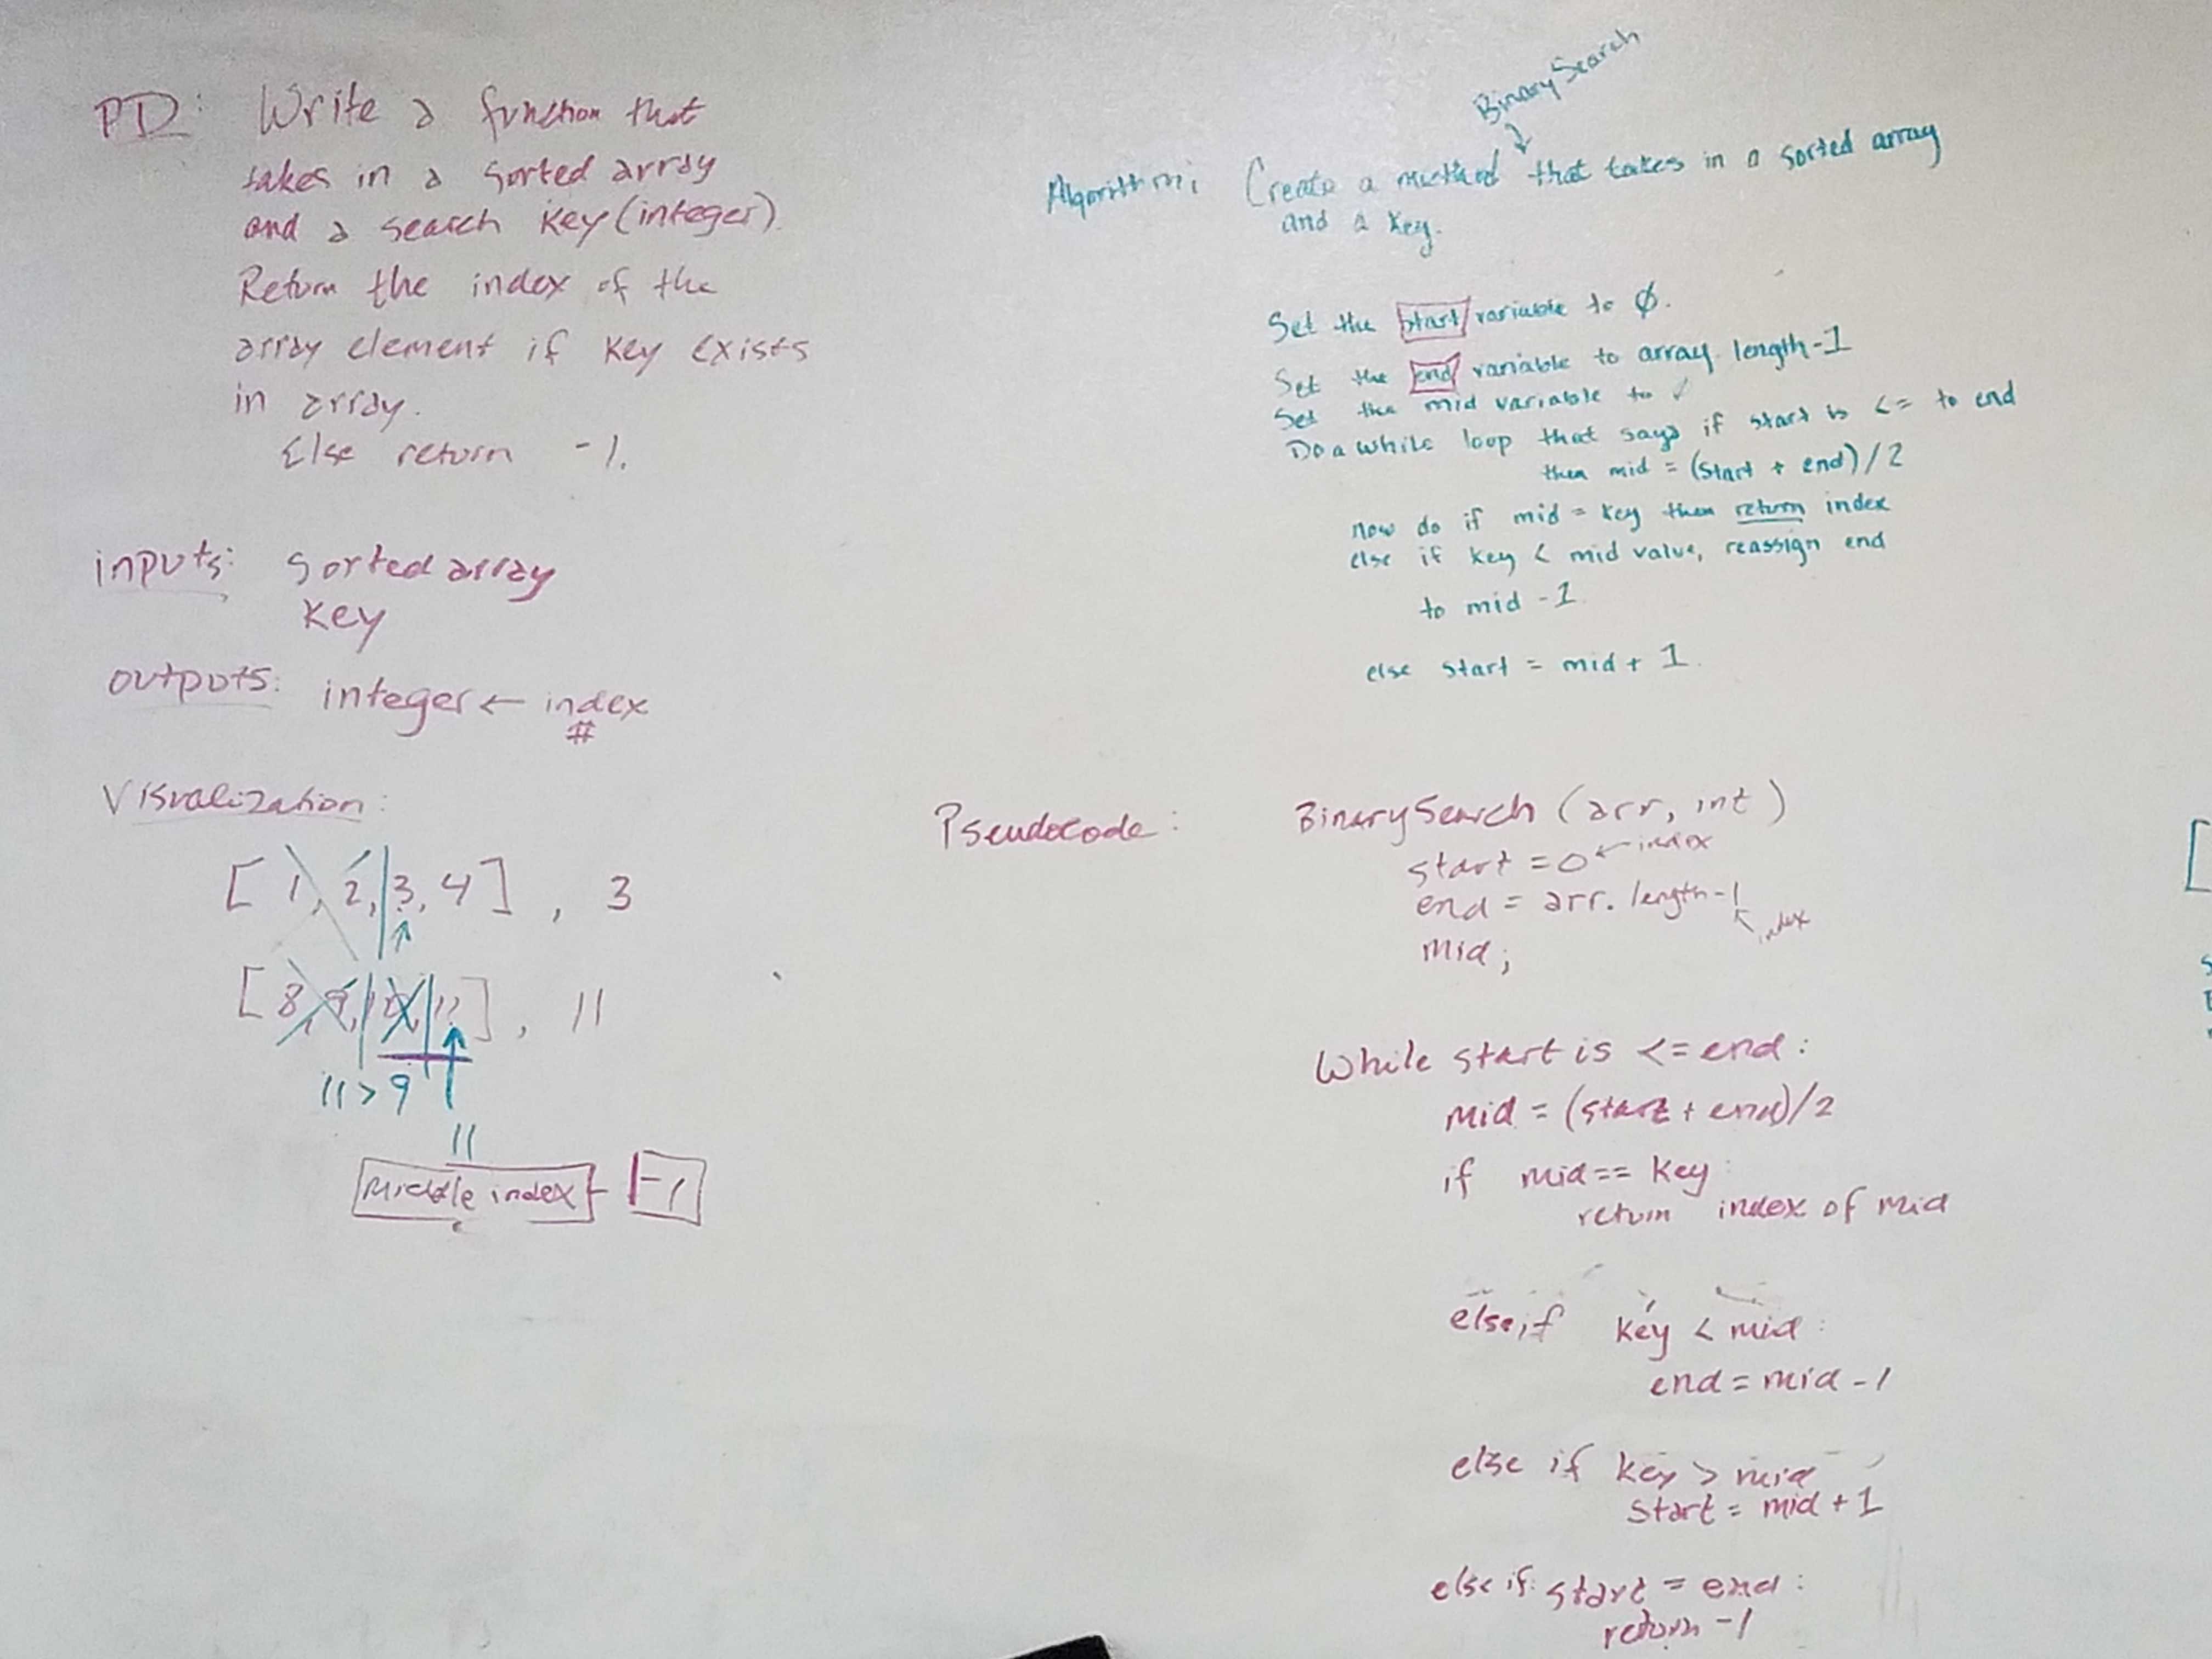 PD: Write a function that
takes in a sorted array
and a search key (integer).
Return the index of the
array element if key exists
in array.
Else return -1.
inputs: sorted array
key
outputs: integer ← index
#
Visualization:
[1, 2, 3, 4], 3
[8, 9, 10, 11], 11
11 > 9
11
Middle index - -1
Binary Search
Algorithm: Create a method that takes in a sorted array
and a key.
Set the start variable to Ø.
Set the end variable to array length-1
Set the mid variable to
Do a while loop that says if start is <= to end
then mid = (start + end)/2
now do if mid = key then return index
else if key < mid value, reassign end
to mid -1
else start = mid + 1.
Pseudocode: BinarySearch (arr, int)
start = 0 ← index
end = arr. length-1
index
mid;
While start is <= end:
mid = (start + end)/2
if mid == key:
return index of mid
else if key < mid:
end = mid -1
else if key > mid
start = mid + 1
else if: start = end:
return -1